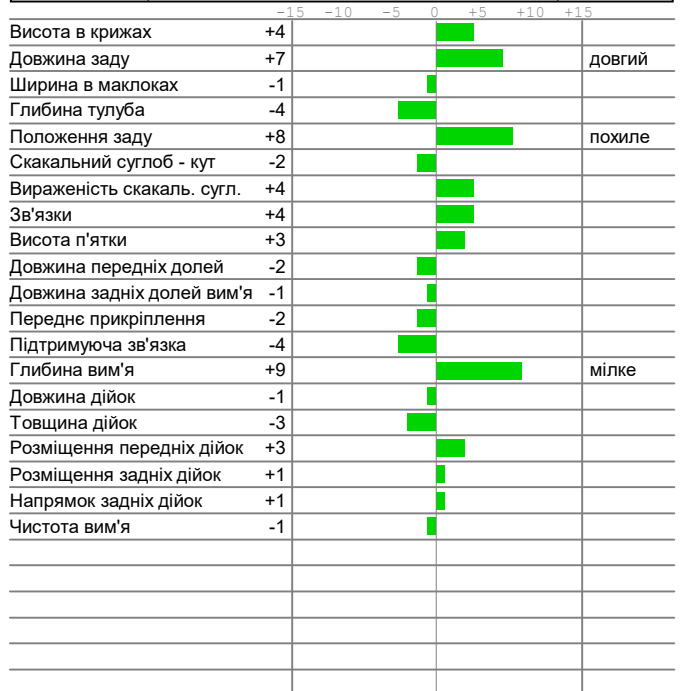 -15 -10 -5 0 +5 +10 +15
Висота в крижах +4
Довжина заду +7 довгий
Ширина в маклоках -1
Глибина тулуба -4
Положення заду +8 похиле
Скакальний суглоб - кут -2
Вираженість скакаль. сугл. +4
Зв'язки +4
Висота п'ятки +3
Довжина передніх долей -2
Довжина задніх долей вим'я -1
Переднє прикріплення -2
Підтримуюча зв'язка -4
Глибина вим'я +9 мілке
Довжина дійок -1
Товщина дійок -3
Розміщення передніх дійок +3
Розміщення задніх дійок +1
Напрямок задніх дійок +1
Чистота вим'я -1